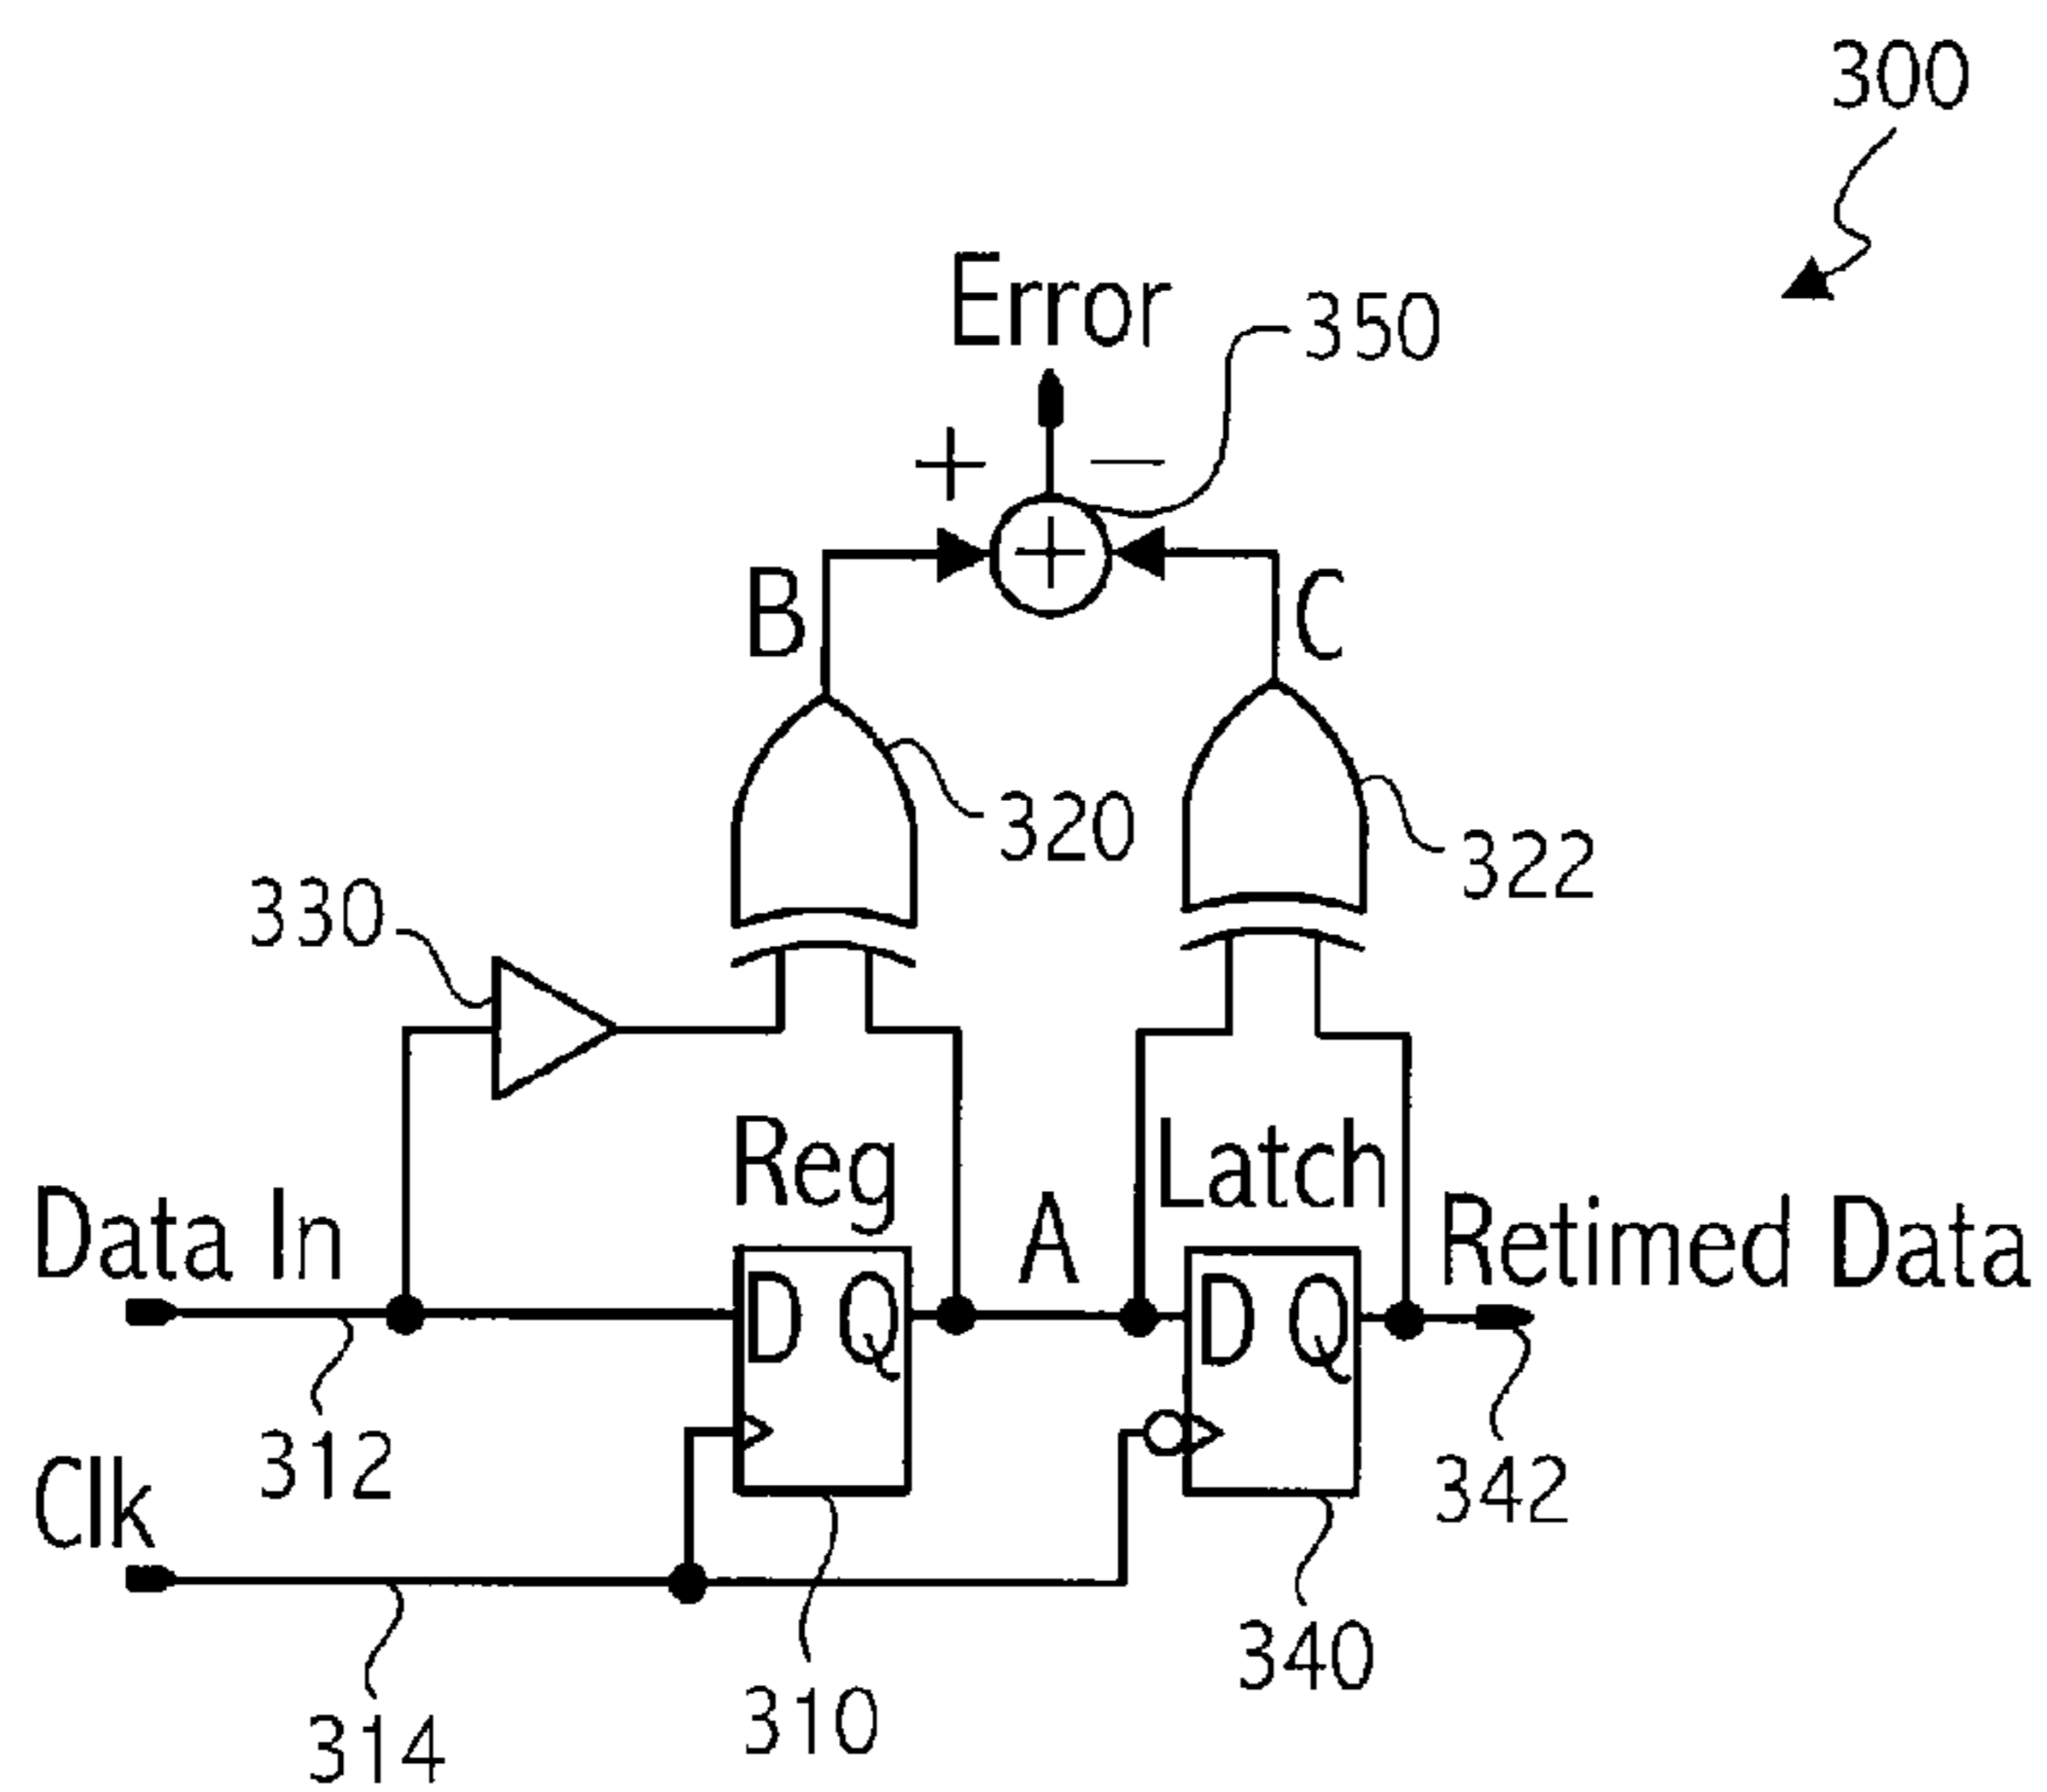 300
Error
350
+ −
+
B
C
320
322
330
Reg
Latch
Data In
A
Retimed Data
D Q
D Q
312
342
Clk
340
310
314